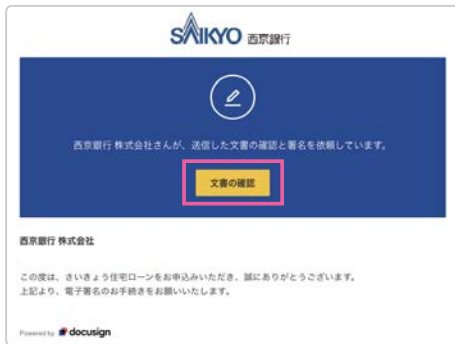 SAIKYO 西京銀行
西京銀行 株式会社さんが、送信した文書の確認と署名を依頼しています。
文書の確認
西京銀行 株式会社
この度は、さいきょう住宅ローンをお申込みいただき、誠にありがとうございます。
上記より、電子署名のお手続きをお願いいたします。
Powered by docusign